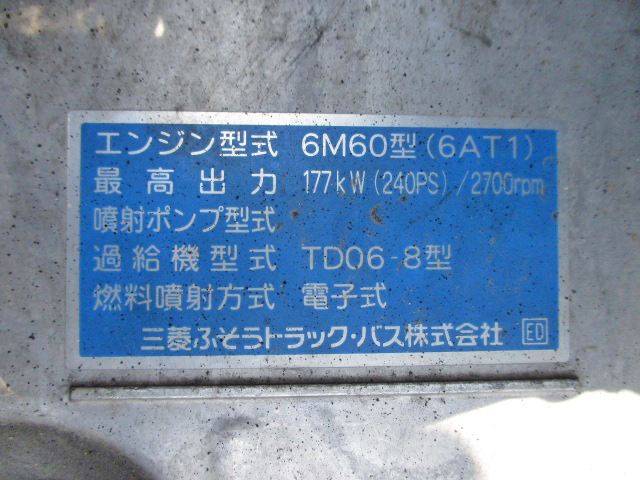 エンジン型式 6M60型(6AT1)
最高出力 177kW(240PS)/2700rpm
噴射ポンプ型式
過給機型式 TD06-8型
燃料噴射方式 電子式
三菱ふそうトラック・バス株式会社 ED